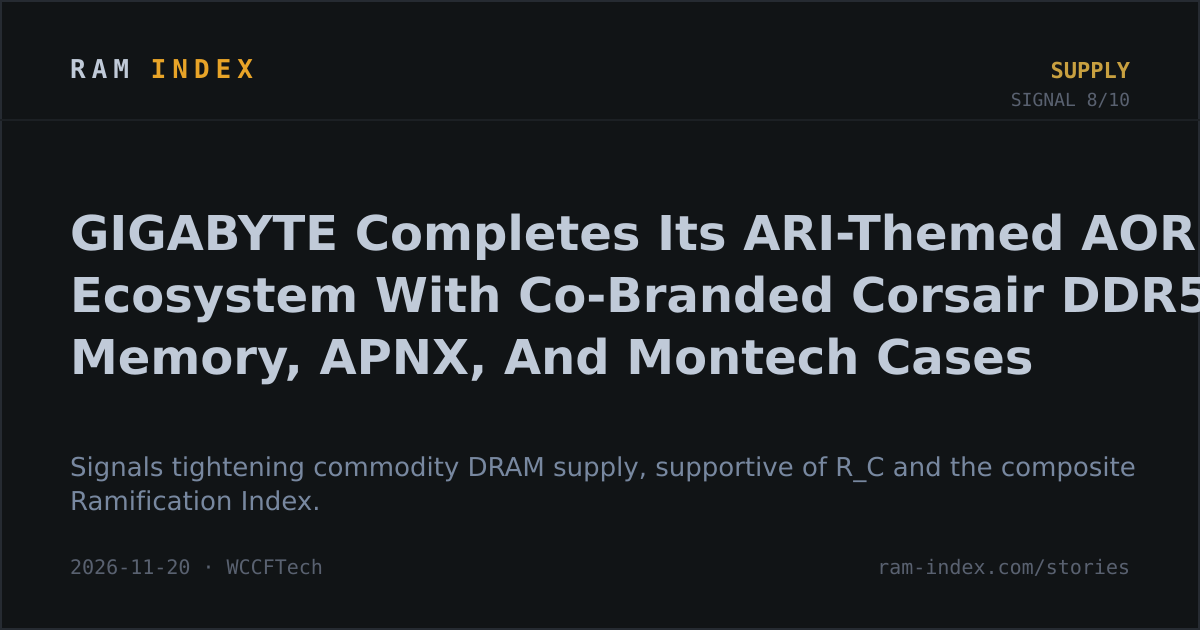 RAM INDEX
SUPPLY
SIGNAL 8/10
GIGABYTE Completes Its ARI-Themed AOR
Ecosystem With Co-Branded Corsair DDR5
Memory, APNX, And Montech Cases
Signals tightening commodity DRAM supply, supportive of R_C and the composite
Ramification Index.
2026-11-20 · WCCFTech
ram-index.com/stories